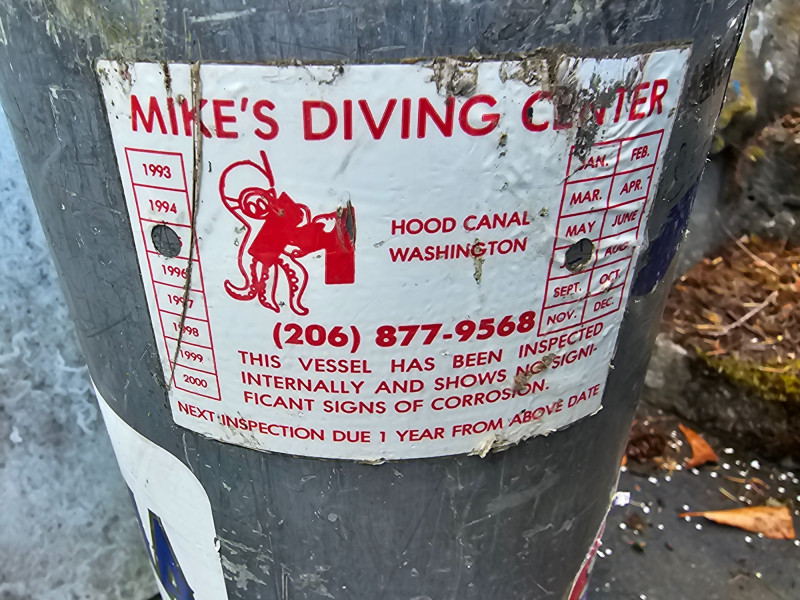 MIKE'S DIVING CENTER
1993
1994
1996
1997
1998
1999
2000
HOOD CANAL
WASHINGTON
JAN. FEB.
MAR. APR.
MAY JUNE
AUG
SEPT. OCT.
NOV. DEC.
(206) 877-9568
THIS VESSEL HAS BEEN INSPECTED
INTERNALLY AND SHOWS NO SIGNI-
FICANT SIGNS OF CORROSION.
NEXT INSPECTION DUE 1 YEAR FROM ABOVE DATE